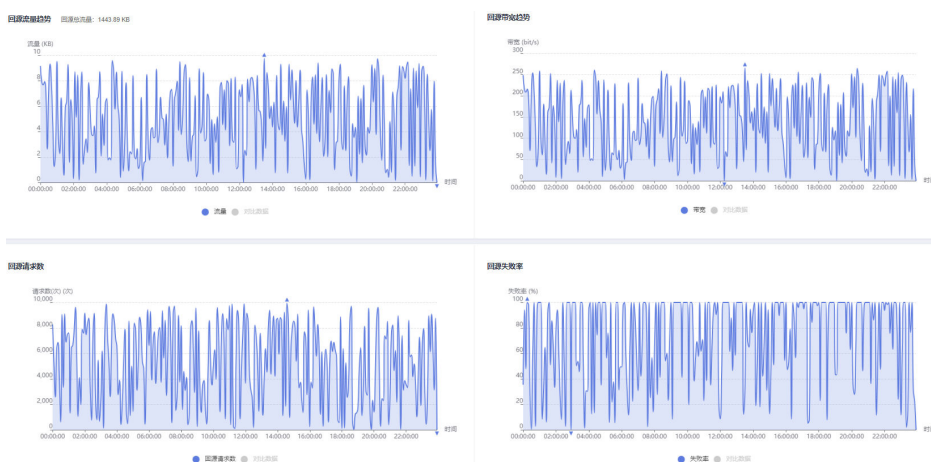 回源流量趋势 回源总流量：1443.89 KB
流量 (KB)
10
8
6
4
2
0
00:00:00 02:00:00 04:00:00 06:00:00 08:00:00 10:00:00 12:00:00 14:00:00 16:00:00 18:00:00 20:00:00 22:00:00 时间
流量 对比数据
回源带宽趋势
带宽 (bit/s)
300
250
200
150
100
50
0
00:00:00 02:00:00 04:00:00 06:00:00 08:00:00 10:00:00 12:00:00 14:00:00 16:00:00 18:00:00 20:00:00 22:00:00 时间
带宽 对比数据
回源请求数
请求数(次) (次)
10,000
8,000
6,000
4,000
2,000
0
00:00:00 02:00:00 04:00:00 06:00:00 08:00:00 10:00:00 12:00:00 14:00:00 16:00:00 18:00:00 20:00:00 22:00:00 时间
回源请求数 对比数据
回源失败率
失败率 (%)
100
80
60
40
20
0
00:00:00 02:00:00 04:00:00 06:00:00 08:00:00 10:00:00 12:00:00 14:00:00 16:00:00 18:00:00 20:00:00 22:00:00 时间
失败率 对比数据